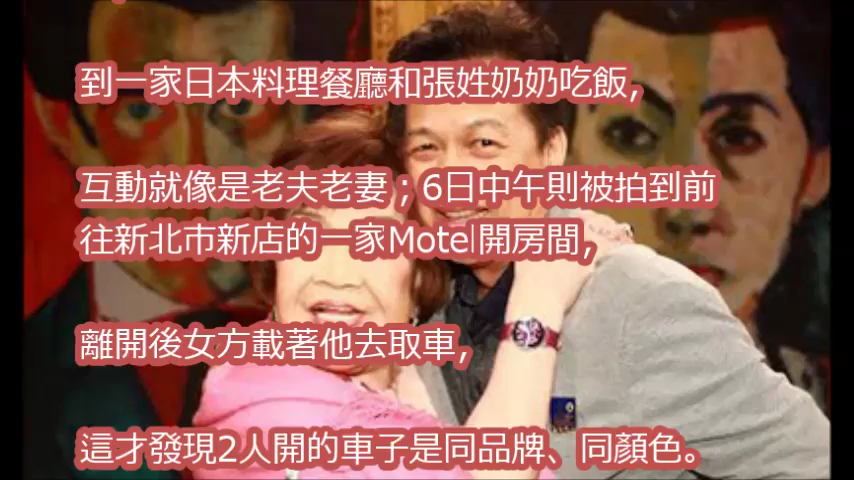 到一家日本料理餐廳和張姓奶奶吃飯，
互動就像是老夫老妻；6日中午則被拍到前
往新北市新店的一家Motel開房間，
離開後女方載著他去取車，
這才發現2人開的車子是同品牌、同顏色。